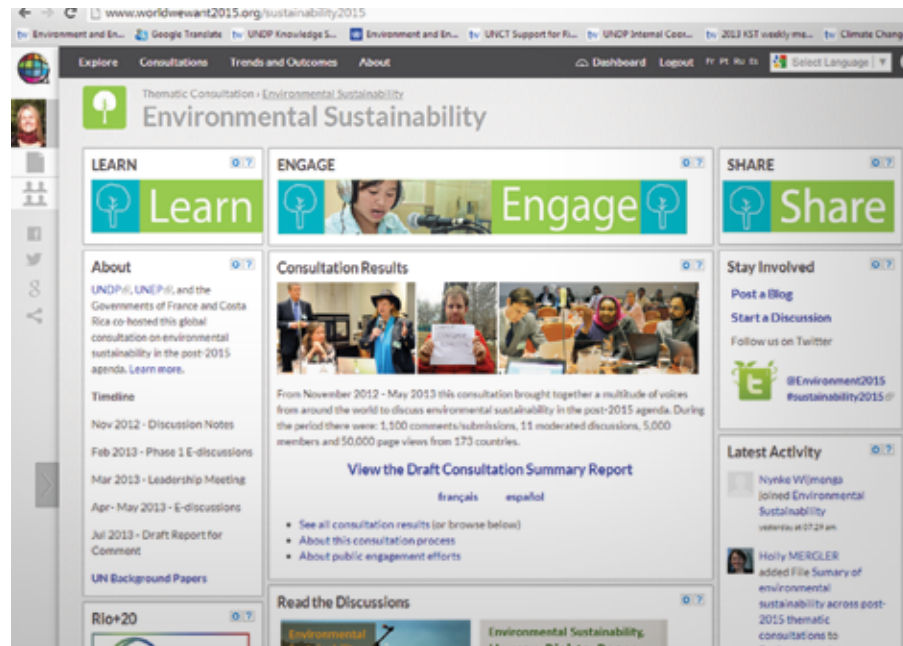 www.worldwewant2015.org/sustainability2015
Environment and En... Google Translate UNDP Knowledge S... Environment and En... UNCT Support for Ri... UNDP Internal Coor... 2013 KST weekly me... Climate Chang
Explore Consultations Trends and Outcomes About Dashboard Logout Fr Pt Ru Es Select Language
Thematic Consultation › Environmental Sustainability
Environmental Sustainability
LEARN
Learn
About
UNDP, UNEP, and the
Governments of France and Costa
Rica co-hosted this global
consultation on environmental
sustainability in the post-2015
agenda. Learn more.
Timeline
Nov 2012 - Discussion Notes
Feb 2013 - Phase 1 E-discussions
Mar 2013 - Leadership Meeting
Apr- May 2013 - E-discussions
Jul 2013 - Draft Report for
Comment
UN Background Papers
Rio+20
ENGAGE
Engage
Consultation Results
From November 2012 - May 2013 this consultation brought together a multitude of voices
from around the world to discuss environmental sustainability in the post-2015 agenda. During
the period there were: 1,100 comments/submissions, 11 moderated discussions, 5,000
members and 50,000 page views from 173 countries.
View the Draft Consultation Summary Report
français español
• See all consultation results (or browse below)
• About this consultation process
• About public engagement efforts
Read the Discussions
Environmental
Environmental Sustainability,
SHARE
Share
Stay Involved
Post a Blog
Start a Discussion
Follow us on Twitter
@Environment2015
#sustainability2015
Latest Activity
Nynke Wijmenga
joined Environmental
Sustainability
yesterday at 07:29 am
Holly MERGLER
added File Sumary of
environmental
sustainability across post-
2015 thematic
consultations to